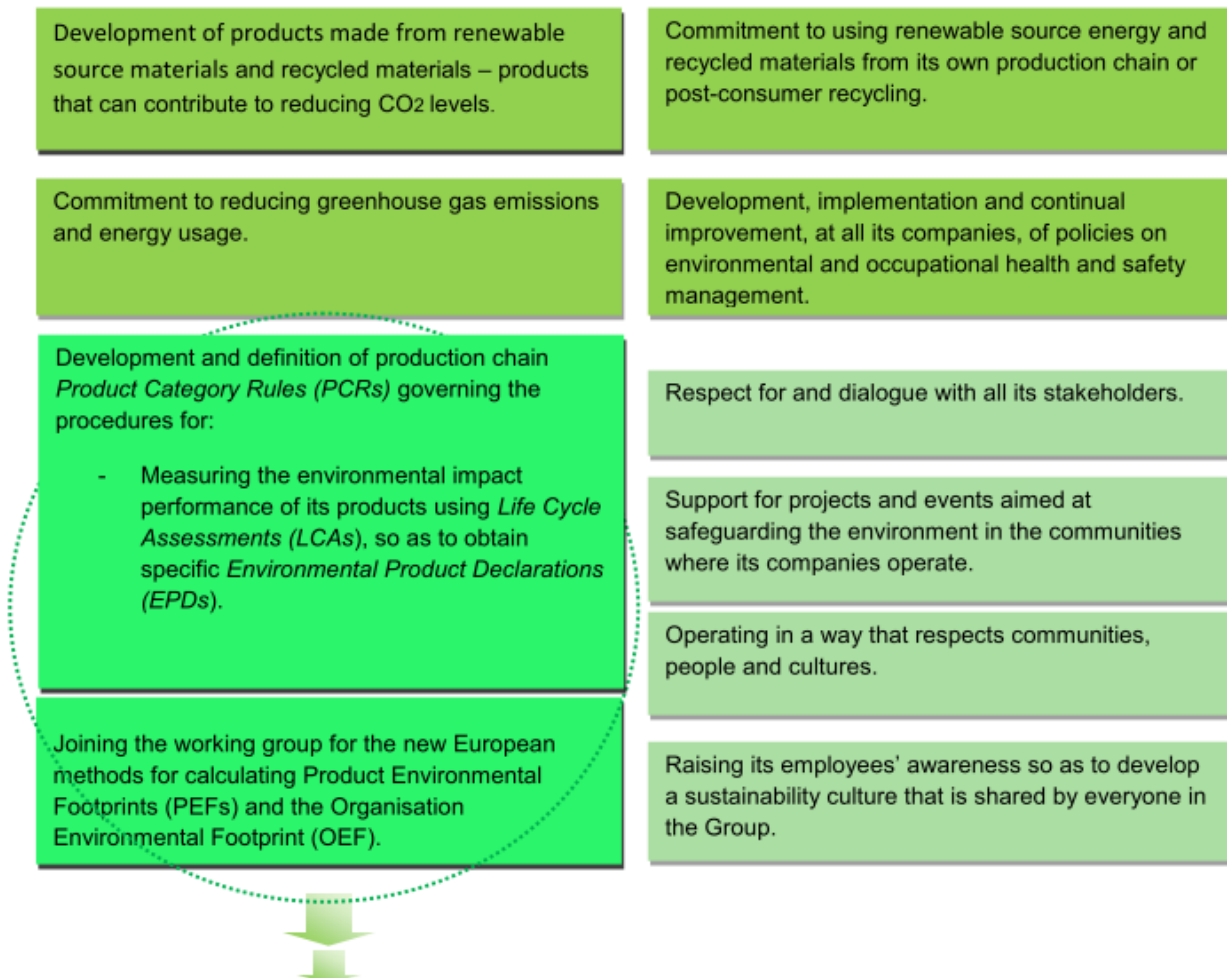 Development of products made from renewable
source materials and recycled materials – products
that can contribute to reducing CO2 levels.
Commitment to using renewable source energy and
recycled materials from its own production chain or
post-consumer recycling.
Commitment to reducing greenhouse gas emissions
and energy usage.
Development, implementation and continual
improvement, at all its companies, of policies on
environmental and occupational health and safety
management.
Development and definition of production chain
Product Category Rules (PCRs) governing the
procedures for:
- Measuring the environmental impact
performance of its products using Life Cycle
Assessments (LCAs), so as to obtain
specific Environmental Product Declarations
(EPDs).
Joining the working group for the new European
methods for calculating Product Environmental
Footprints (PEFs) and the Organisation
Environmental Footprint (OEF).
Respect for and dialogue with all its stakeholders.
Support for projects and events aimed at
safeguarding the environment in the communities
where its companies operate.
Operating in a way that respects communities,
people and cultures.
Raising its employees’ awareness so as to develop
a sustainability culture that is shared by everyone in
the Group.